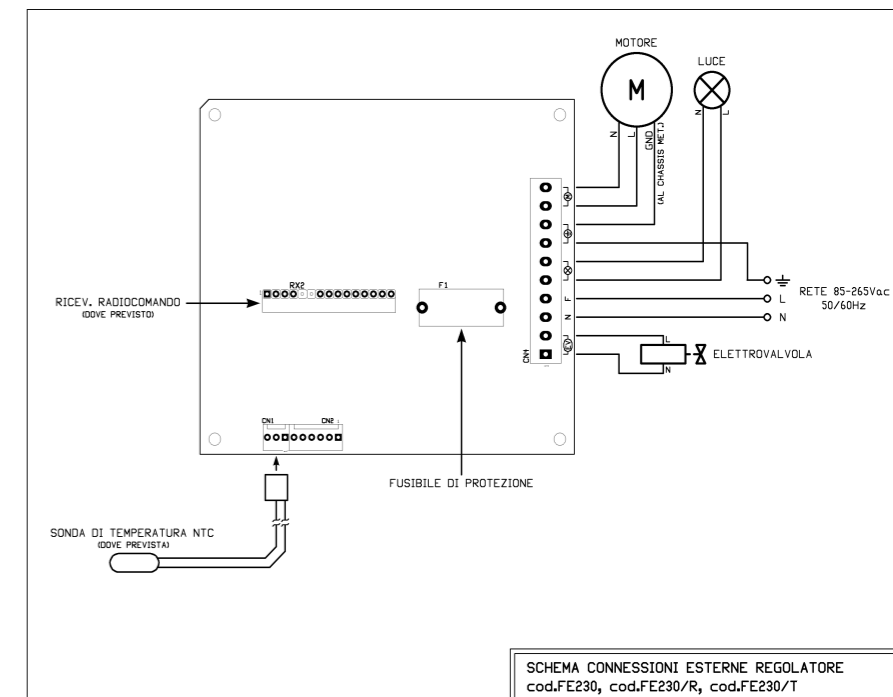 MOTORE
LUCE
M
N
L
GND
(AL CHASSIS MET.)
N
L
M
RX2
F1
RICEV. RADIOCOMANDO
(DOVE PREVISTO)
F
N
EV
CN4
L
N
RETE 85-265Vac
50/60Hz
L
N
ELETTROVALVOLA
CN1
CN2
1
FUSIBILE DI PROTEZIONE
SONDA DI TEMPERATURA NTC
(DOVE PREVISTA)
SCHEMA CONNESSIONI ESTERNE REGOLATORE
cod.FE230, cod.FE230/R, cod.FE230/T